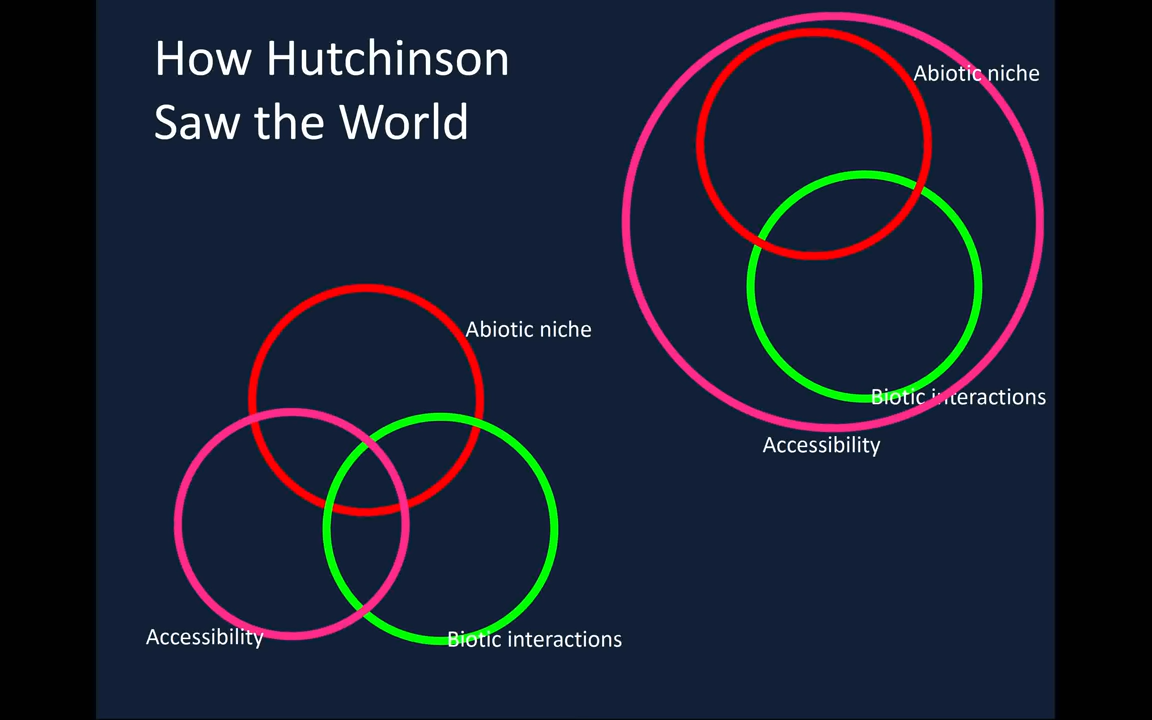 How Hutchinson
Saw the World
Abiotic niche
Biotic interactions
Accessibility
Abiotic niche
Accessibility
Biotic interactions